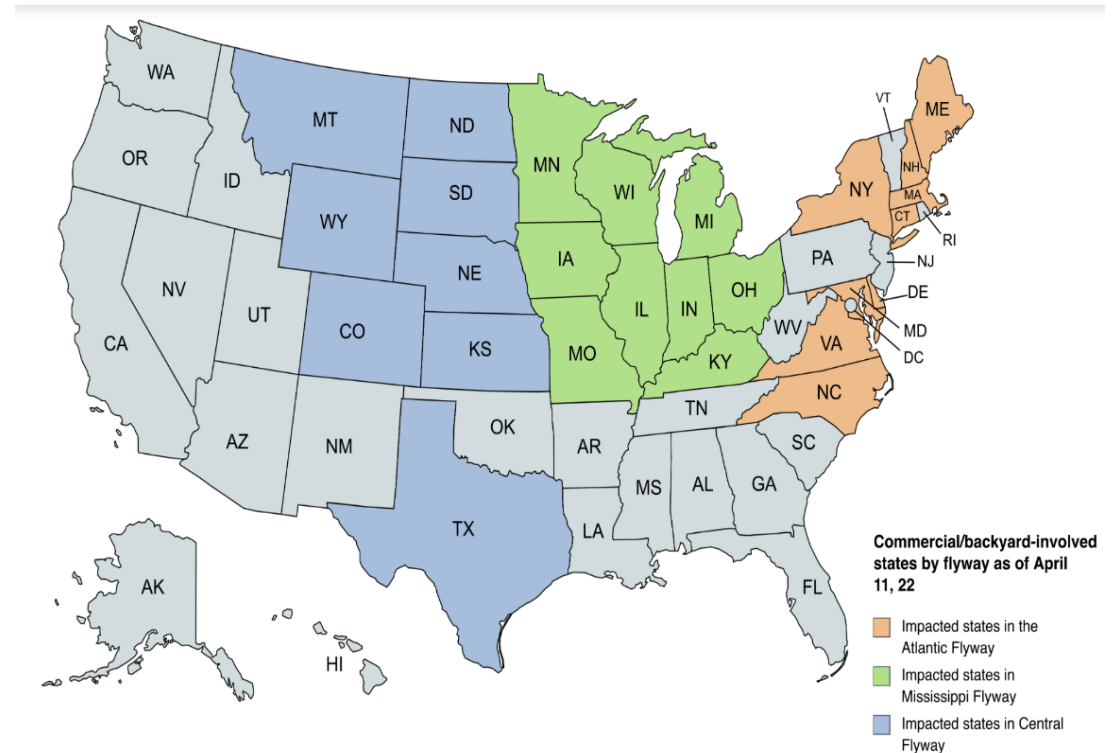 WA
MT
ND
MN
VT
ME
OR
ID
SD
WI
NH
NY
MA
WY
MI
CT
RI
NE
IA
PA
NJ
NV
UT
CO
IL
IN
OH
DE
WV
MD
CA
KS
MO
KY
VA
DC
NC
TN
AZ
NM
OK
AR
SC
MS
AL
GA
TX
LA
AK
HI
FL
Commercial/backyard-involved
states by flyway as of April
11, 22
Impacted states in the
Atlantic Flyway
Impacted states in
Mississippi Flyway
Impacted states in Central
Flyway